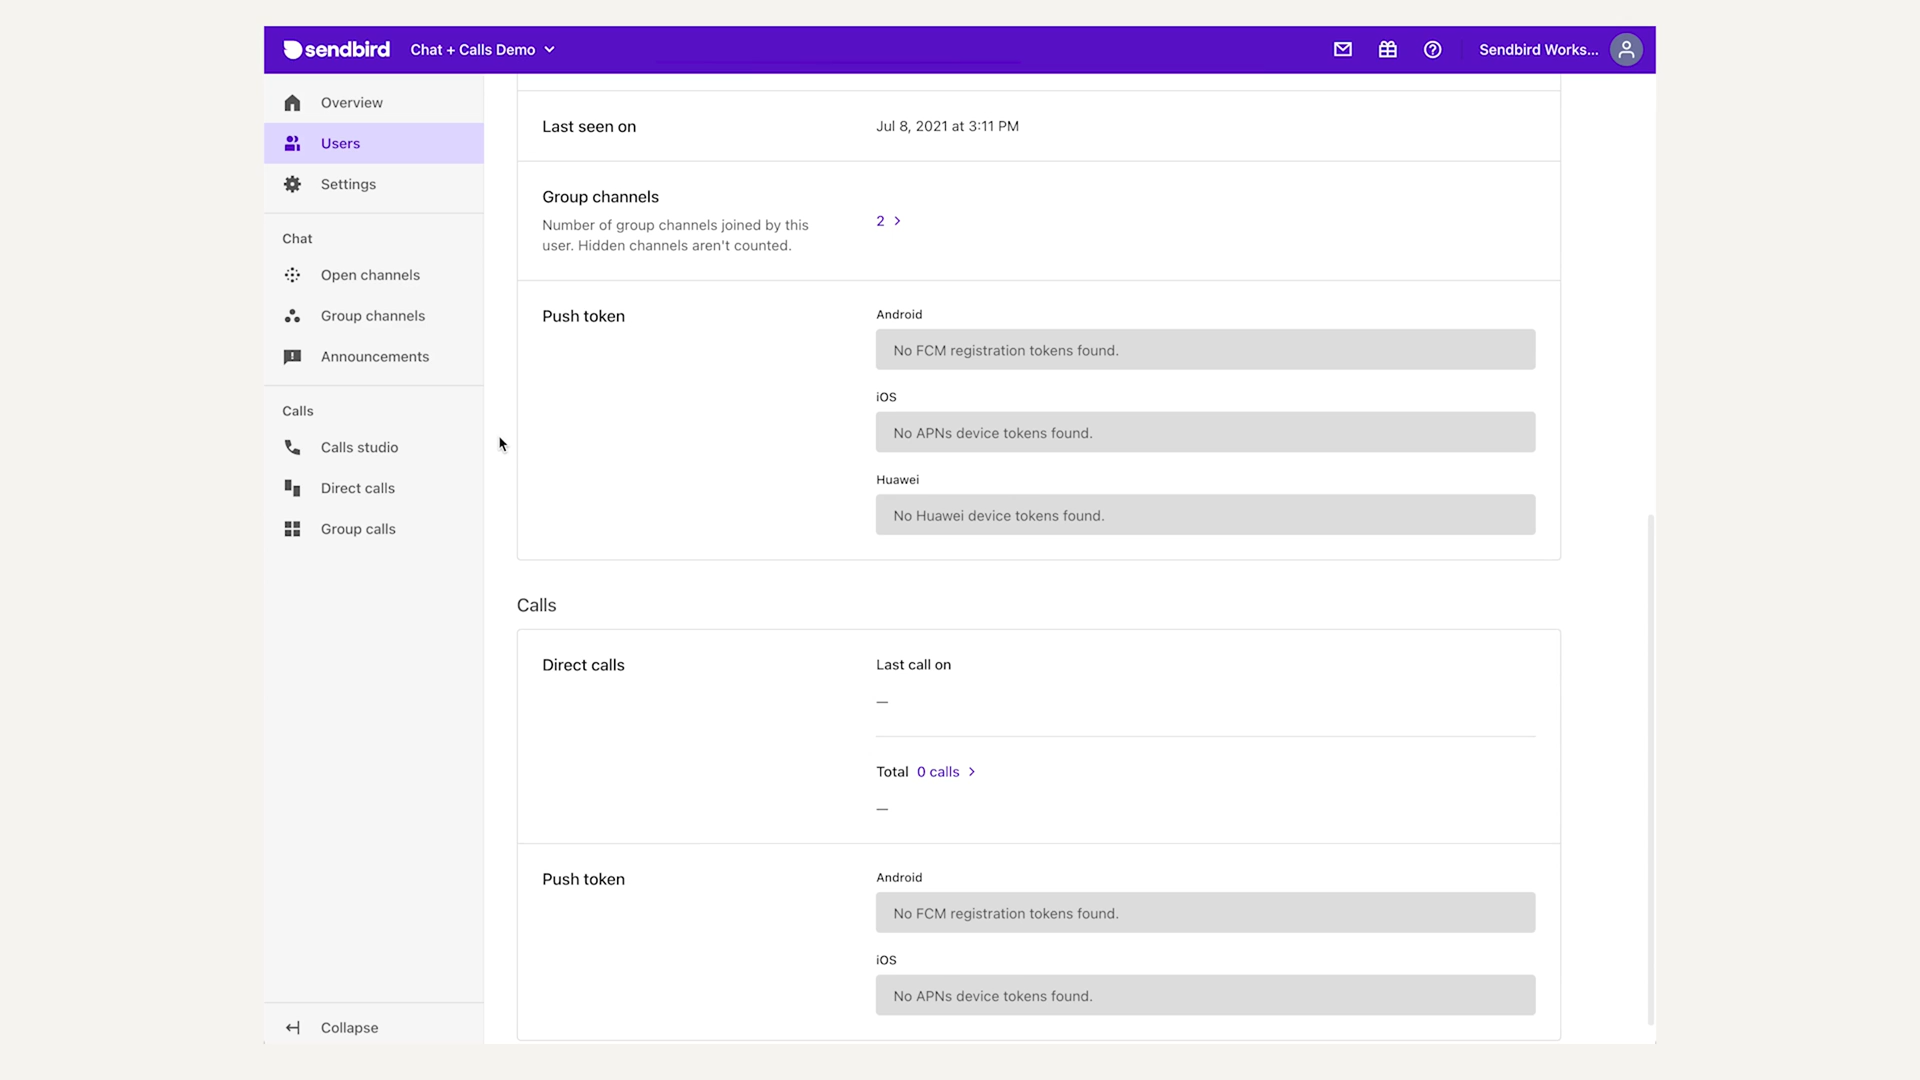 sendbird Chat + Calls Demo Sendbird Works...
Overview
Users
Settings
Chat
Open channels
Group channels
Announcements
Calls
Calls studio
Direct calls
Group calls
Collapse
Last seen on Jul 8, 2021 at 3:11 PM
Group channels
Number of group channels joined by this
user. Hidden channels aren't counted.
2
Push token
Android
No FCM registration tokens found.
iOS
No APNs device tokens found.
Huawei
No Huawei device tokens found.
Calls
Direct calls
Last call on
—
Total 0 calls
—
Push token
Android
No FCM registration tokens found.
iOS
No APNs device tokens found.